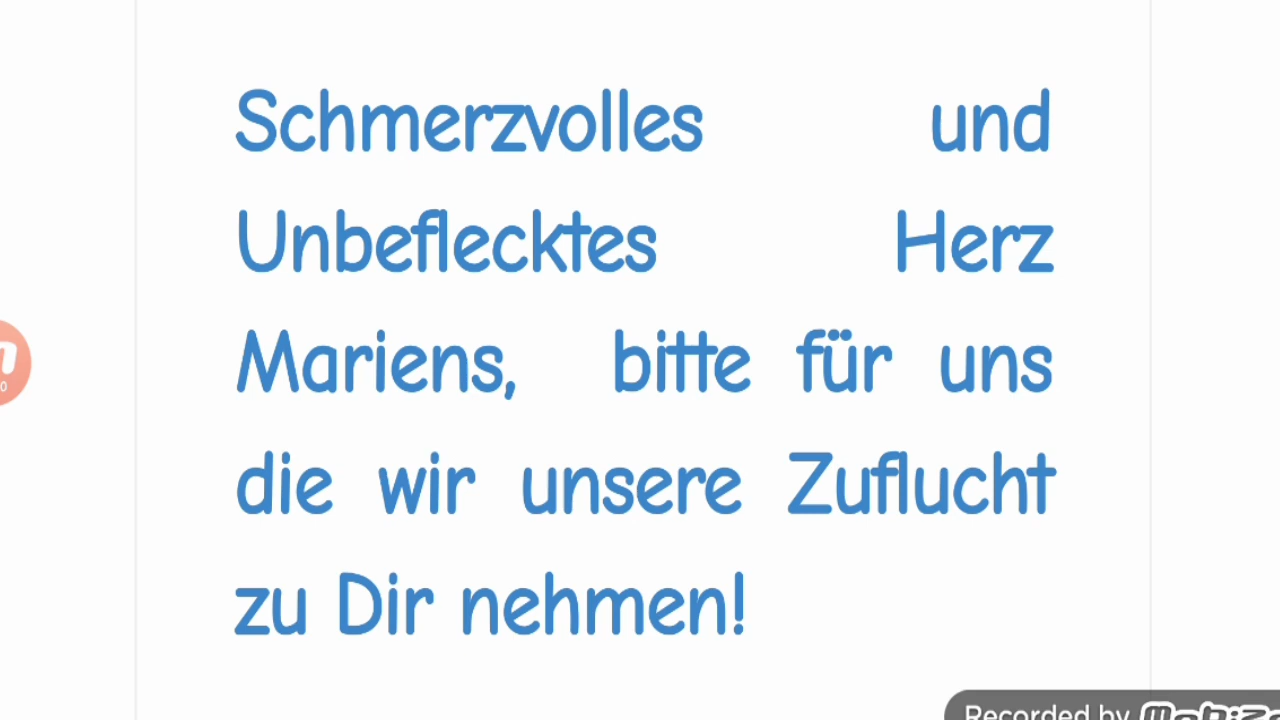 Schmerzvolles und
Unbeflecktes Herz
Mariens, bitte für uns
die wir unsere Zuflucht
zu Dir nehmen!
Recorded by